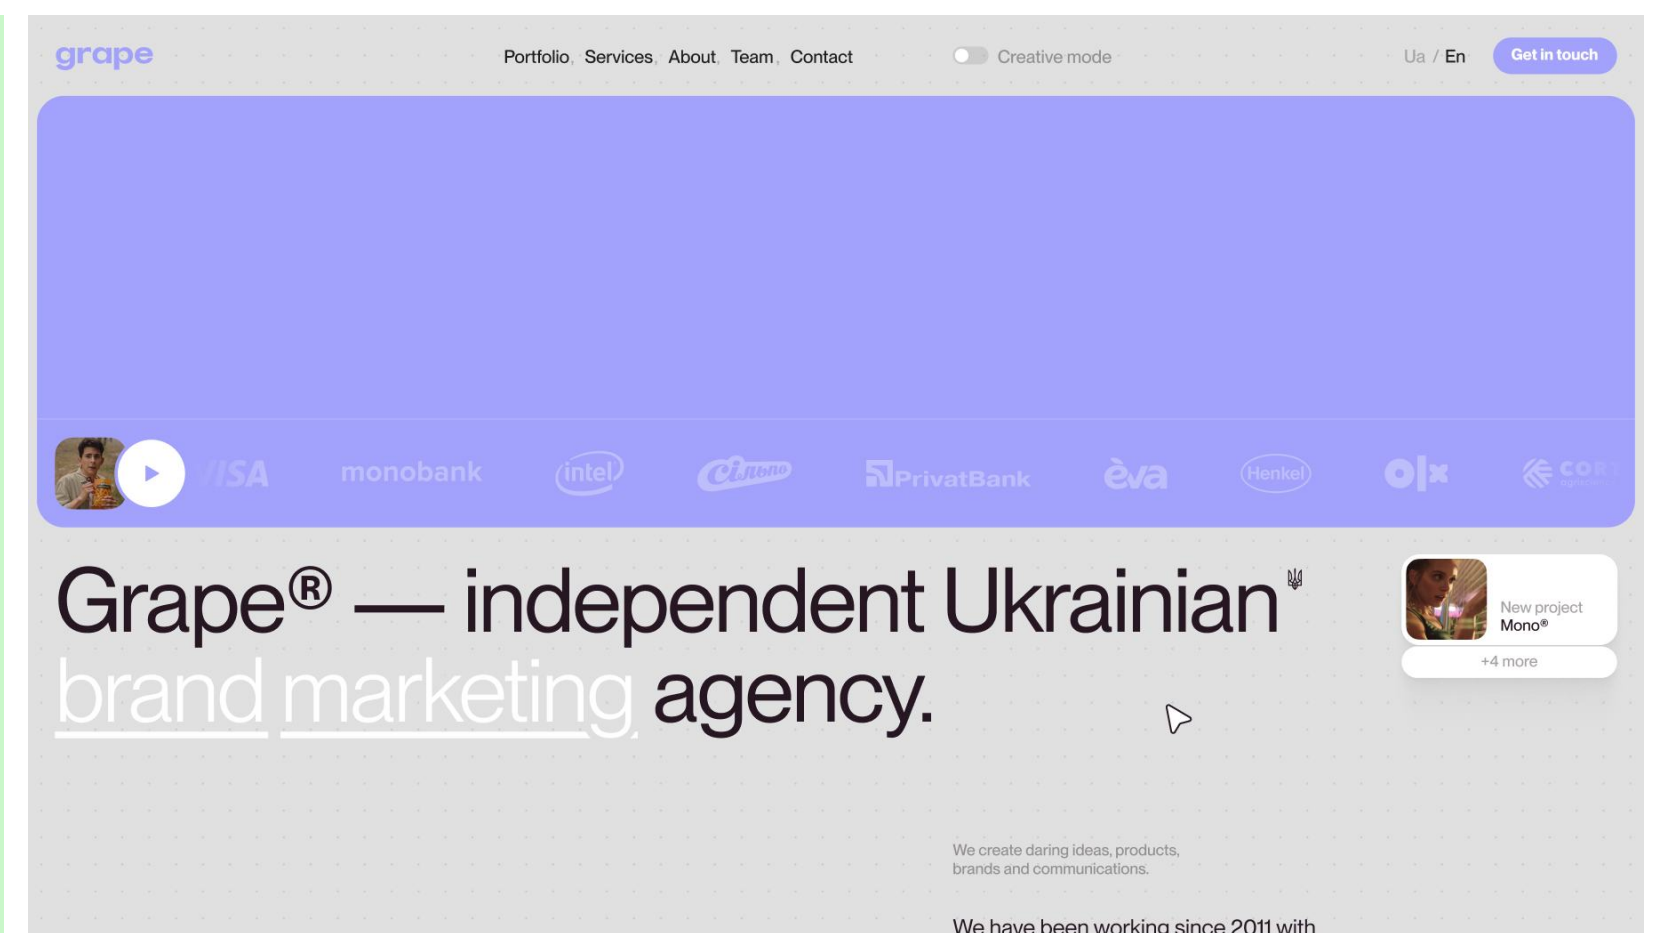 grape
Portfolio, Services, About, Team, Contact
Creative mode
Ua / En
Get in touch
VISA
monobank
intel
Сільпо
PrivatBank
èva
Henkel
olx
Grape® — independent Ukrainian
brand marketing agency.
New project
Mono®
+4 more
We create daring ideas, products,
brands and communications.
We have been working since 2011 with